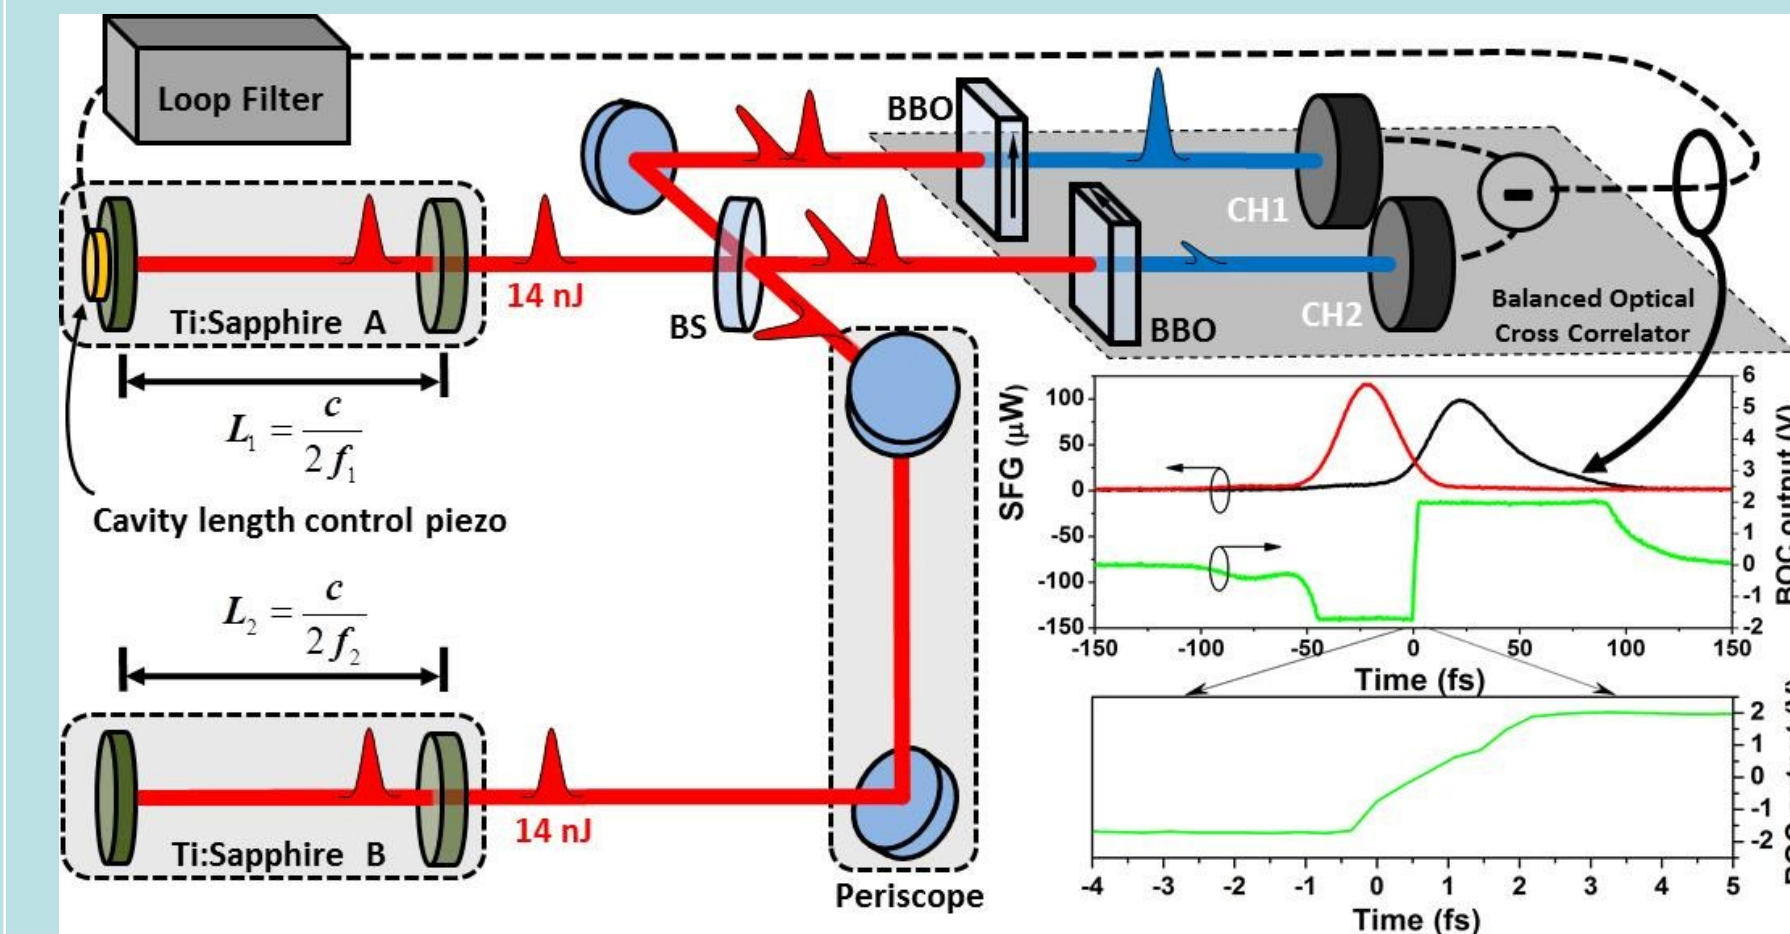 Loop Filter
BBO
CH1
Ti:Sapphire A
14 nJ
BS
BBO
CH2
Balanced Optical
Cross Correlator
L₁ = c / 2f₁
Cavity length control piezo
L₂ = c / 2f₂
Ti:Sapphire B
14 nJ
Periscope
SFG (μW)
100
50
0
-50
-100
-150
6
5
4
3
2
1
0
-1
-2
BOC output (V)
-150 -100 -50 0 50 100 150
Time (fs)
2
1
0
-1
-2
-4 -3 -2 -1 0 1 2 3 4 5
Time (fs)